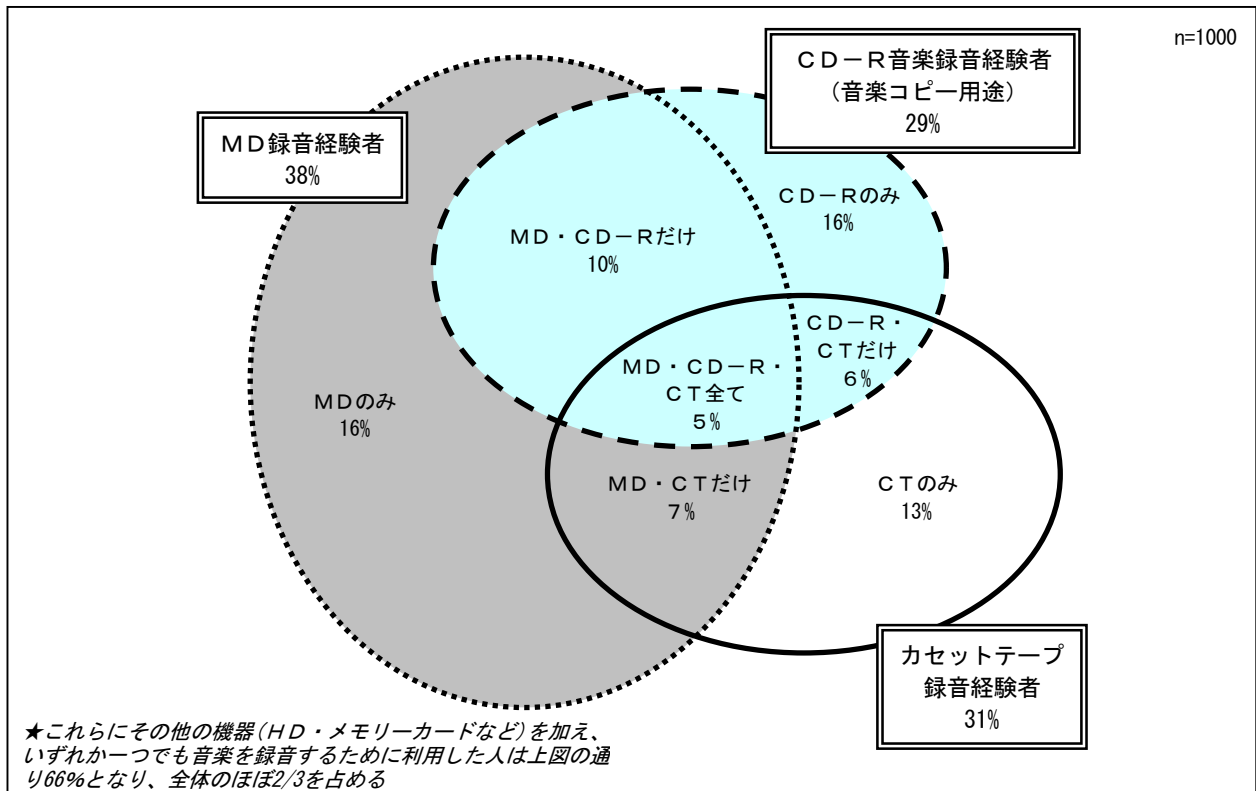 n=1000
CD－R音楽録音経験者
（音楽コピー用途）
29%
MD録音経験者
38%
CD－Rのみ
16%
MD・CD－Rだけ
10%
CD－R・
CTだけ
6%
MD・CD－R・
CT全て
5%
MDのみ
16%
MD・CTだけ
7%
CTのみ
13%
カセットテープ
録音経験者
31%
★これらにその他の機器(HD・メモリーカードなど)を加え、
いずれか一つでも音楽を録音するために利用した人は上図の通
り66%となり、全体のほぼ2/3を占める